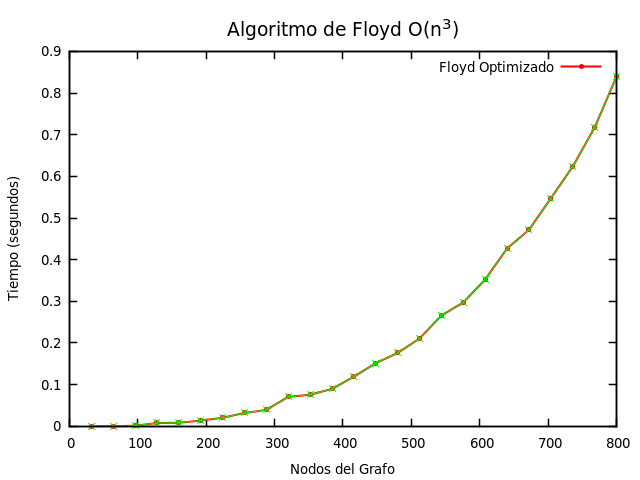 Algoritmo de Floyd O(n³)
Floyd Optimizado
Tiempo (segundos)
0.9
0.8
0.7
0.6
0.5
0.4
0.3
0.2
0.1
0
0 100 200 300 400 500 600 700 800
Nodos del Grafo